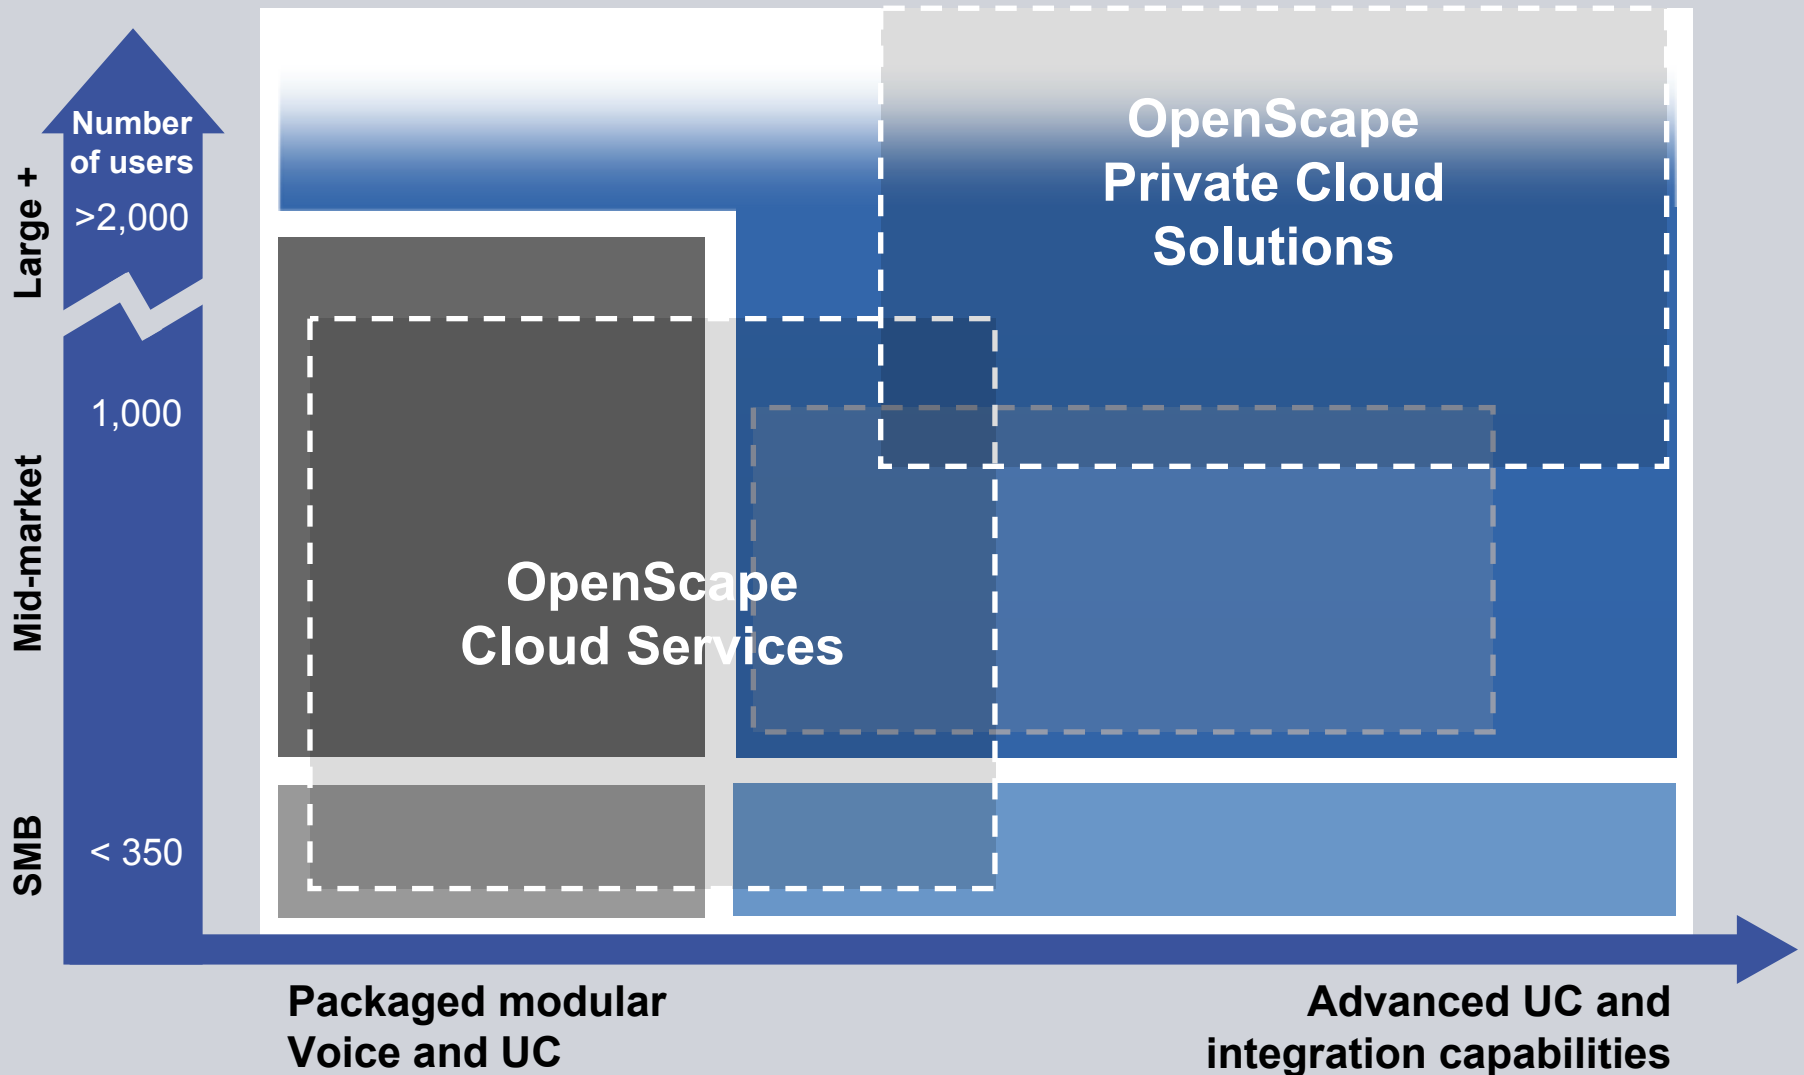 Number
of users
>2,000
1,000
< 350
Large +
Mid-market
SMB
OpenScape
Private Cloud
Solutions
OpenScape
Cloud Services
Packaged modular
Voice and UC
Advanced UC and
integration capabilities